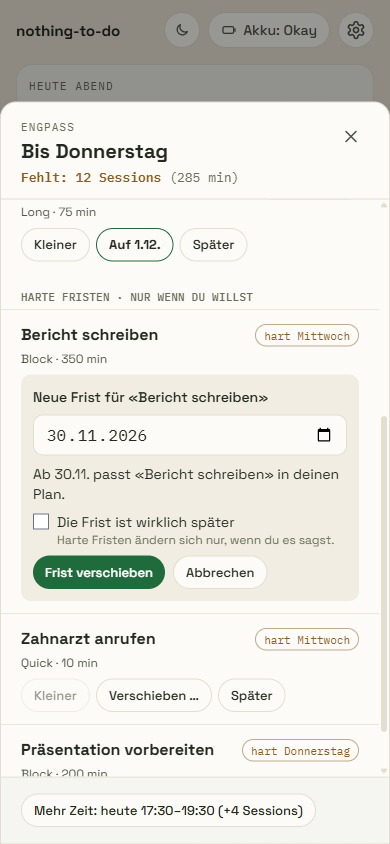 nothing-to-do
Akku: Okay
HEUTE ABEND
ENGPASS
Bis Donnerstag
Fehlt: 12 Sessions (285 min)
Long · 75 min
Kleiner
Auf 1.12.
Später
HARTE FRISTEN · NUR WENN DU WILLST
Bericht schreiben
hart Mittwoch
Block · 350 min
Neue Frist für «Bericht schreiben»
30.11.2026
Ab 30.11. passt «Bericht schreiben» in deinen
Plan.
Die Frist ist wirklich später
Harte Fristen ändern sich nur, wenn du es sagst.
Frist verschieben
Abbrechen
Zahnarzt anrufen
hart Mittwoch
Quick · 10 min
Kleiner
Verschieben …
Später
Präsentation vorbereiten
hart Donnerstag
Block · 200 min
Mehr Zeit: heute 17:30–19:30 (+4 Sessions)